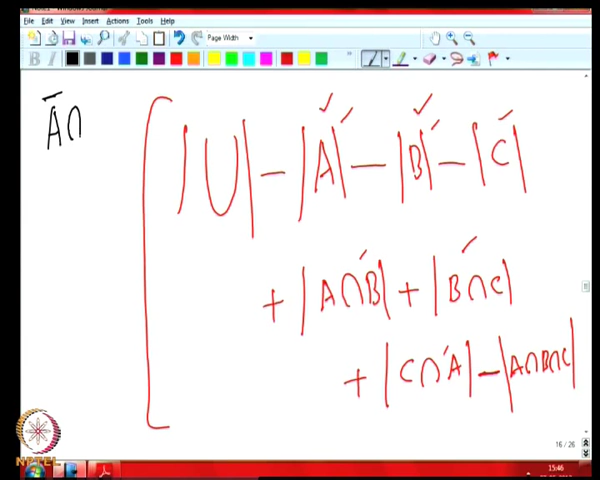 File Edit View Insert Actions Tools Help
Page Width
B I
Ā∩
|U| - |A| - |B| - |C|
+ |A∩B| + |B∩C|
+ |C∩A| - |A∩B∩C|
16 / 26
NPTEL
15:46